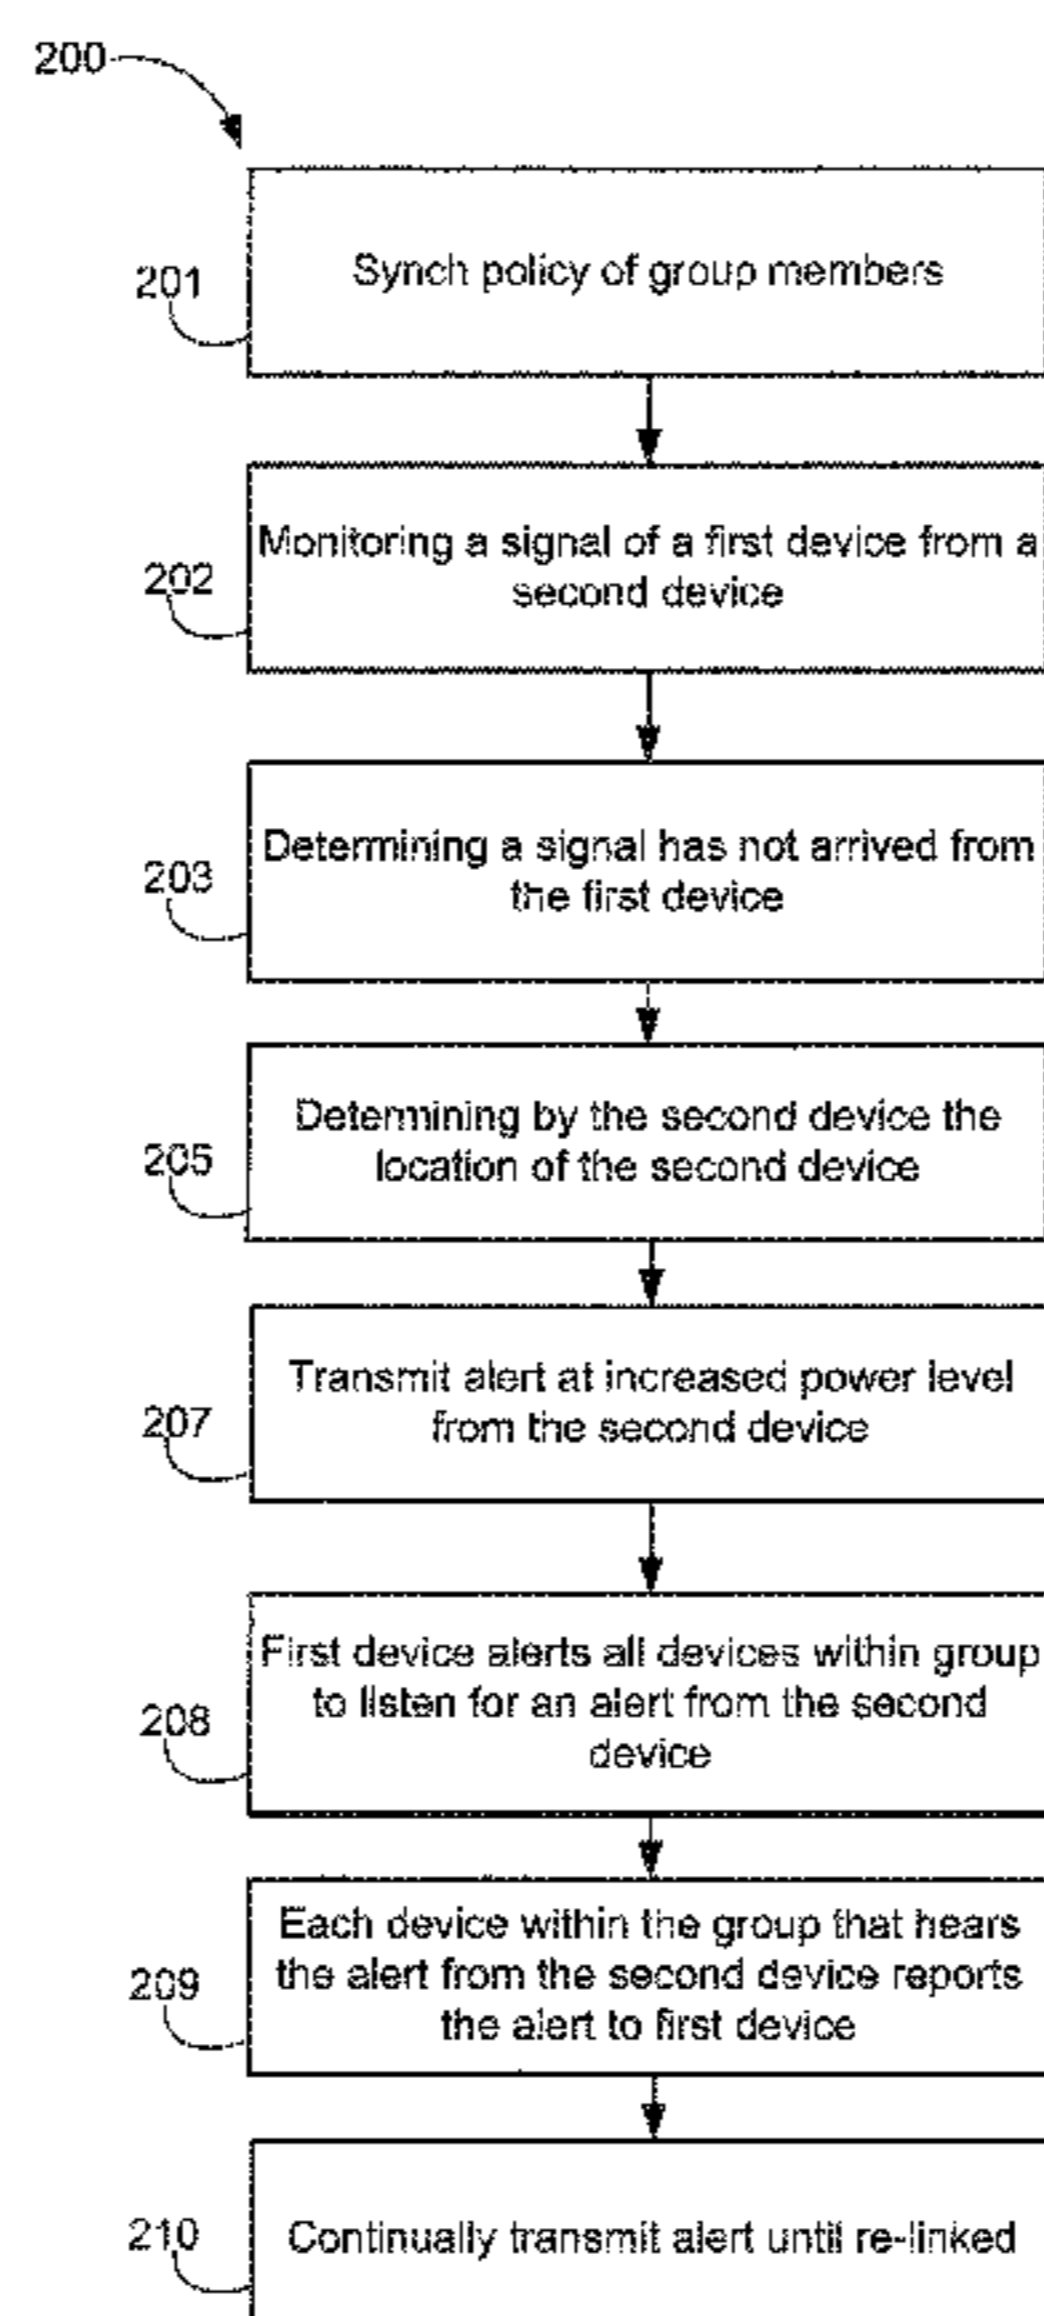 200
201
Synch policy of group members
202
Monitoring a signal of a first device from a
second device
203
Determining a signal has not arrived from
the first device
205
Determining by the second device the
location of the second device
207
Transmit alert at increased power level
from the second device
208
First device alerts all devices within group
to listen for an alert from the second
device
209
Each device within the group that hears
the alert from the second device reports
the alert to first device
210
Continually transmit alert until re-linked